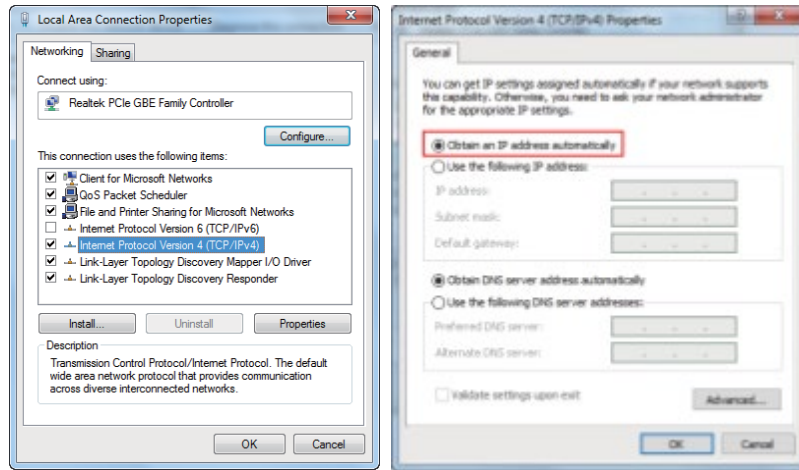 Local Area Connection Properties
Networking
Sharing
Connect using:
Realtek PCIe GBE Family Controller
Configure...
This connection uses the following items:
Client for Microsoft Networks
QoS Packet Scheduler
File and Printer Sharing for Microsoft Networks
Internet Protocol Version 6 (TCP/IPv6)
Internet Protocol Version 4 (TCP/IPv4)
Link-Layer Topology Discovery Mapper I/O Driver
Link-Layer Topology Discovery Responder
Install...
Uninstall
Properties
Description
Transmission Control Protocol/Internet Protocol. The default
wide area network protocol that provides communication
across diverse interconnected networks.
OK
Cancel
Internet Protocol Version 4 (TCP/IPv4) Properties
General
You can get IP settings assigned automatically if your network supports
this capability. Otherwise, you need to ask your network administrator
for the appropriate IP settings.
Obtain an IP address automatically
Use the following IP address:
IP address:
Subnet mask:
Default gateway:
Obtain DNS server address automatically
Use the following DNS server addresses:
Preferred DNS server:
Alternate DNS server:
Validate settings upon exit
Advanced...
OK
Cancel